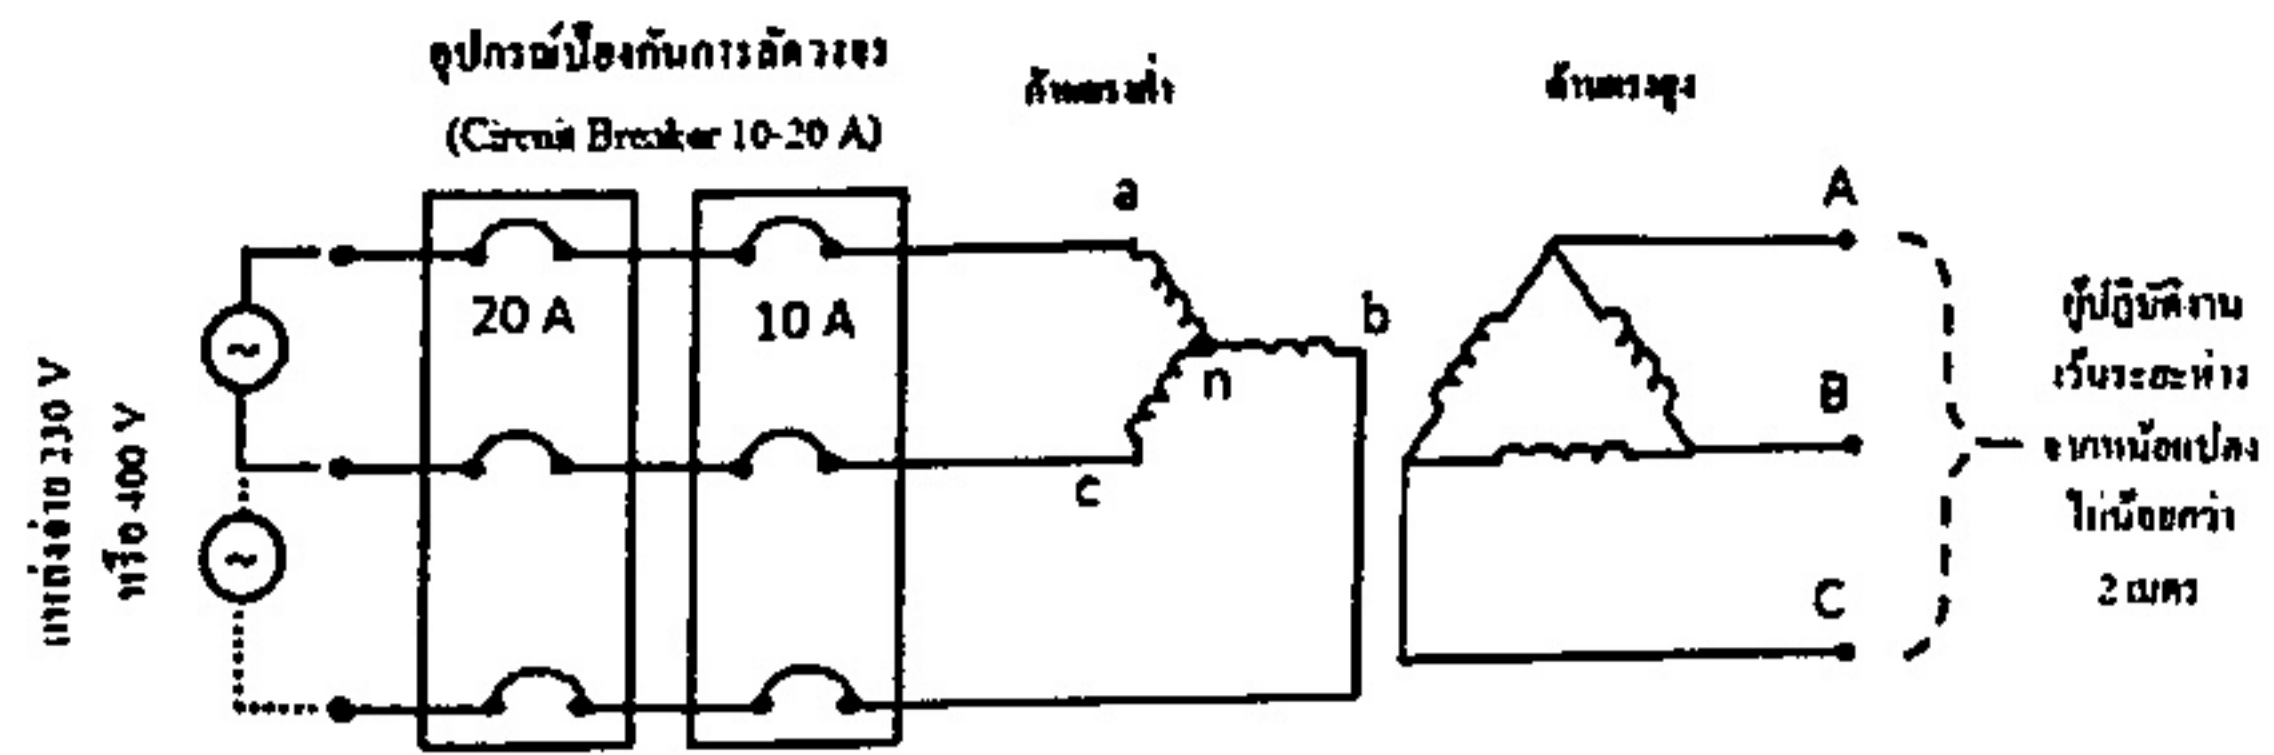 อุปกรณ์ป้องกันการลัดวงจร
(Circuit Breaker 10-20 A)
ด้านแรงต่ำ
ด้านแรงสูง
a
A
20 A
10 A
b
n
B
c
C
แหล่งจ่าย 230 V
หรือ 400 V
ผู้ปฏิบัติงาน
เว้นระยะห่าง
จากหม้อแปลง
ไม่น้อยกว่า
2 เมตร